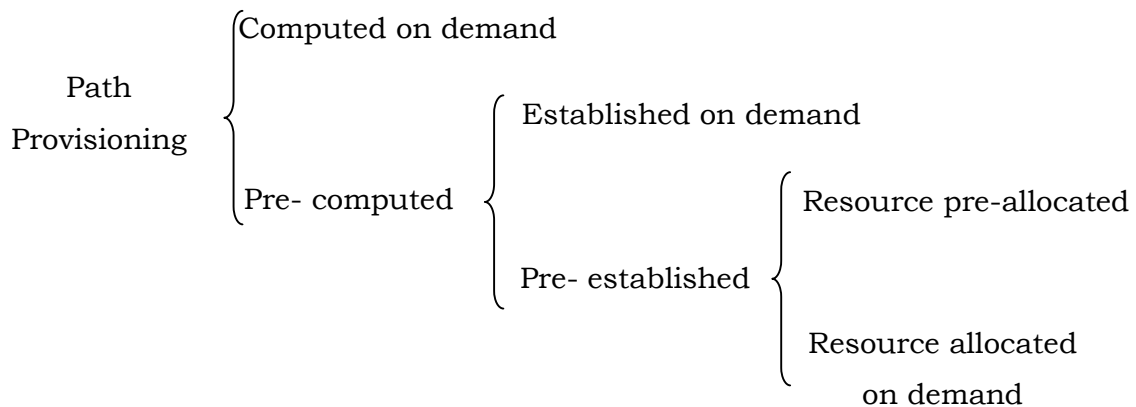 Computed on demand
Path
Provisioning
Established on demand
Pre- computed
Resource pre-allocated
Pre- established
Resource allocated
on demand